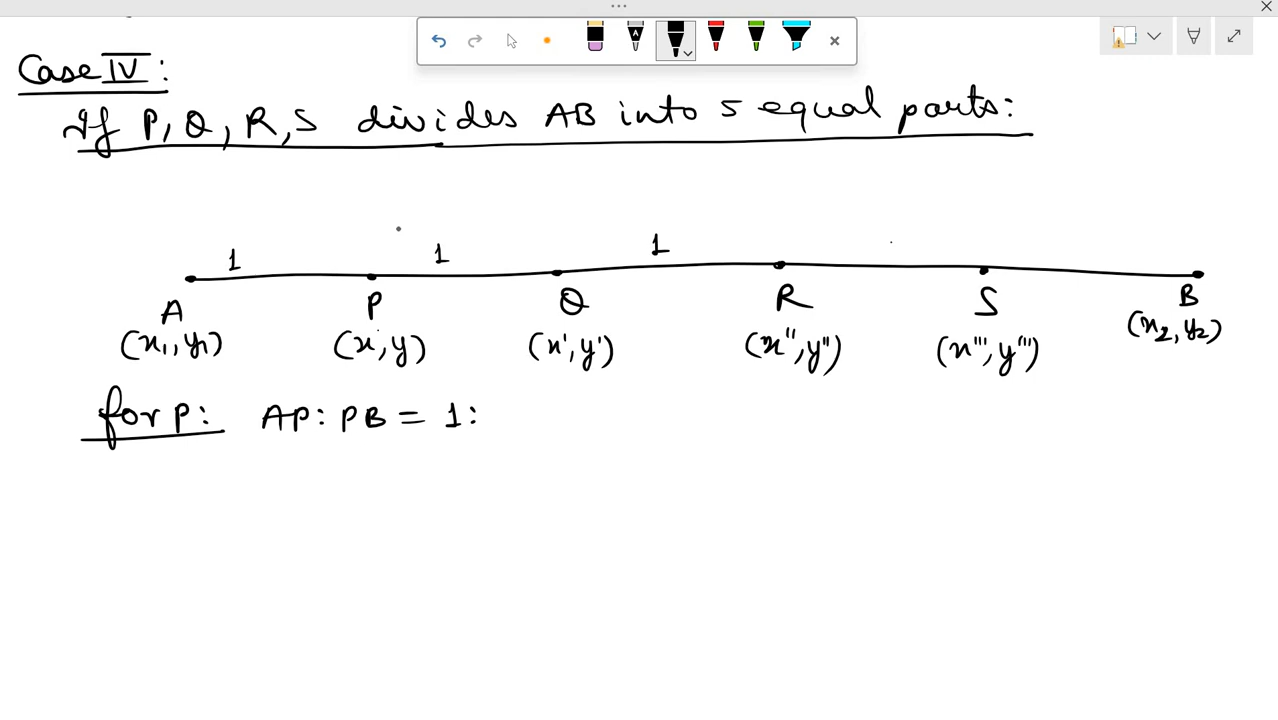 Case IV :
If P, Q, R, S divides AB into 5 equal parts:
1 1 1
A P Q R S B
(x₁, y₁) (x, y) (x', y') (x'', y'') (x''', y''') (x₂, y₂)
for P: AP : PB = 1: